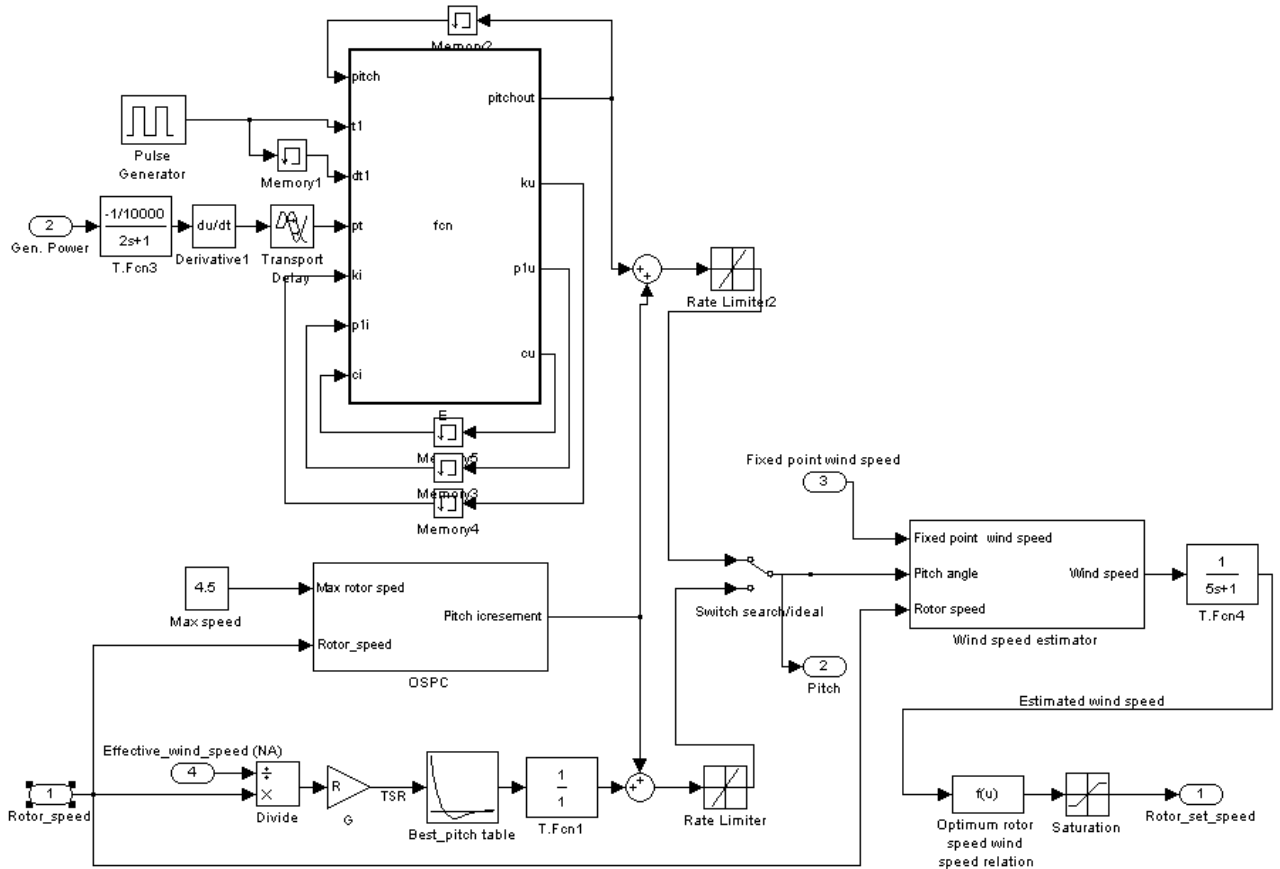 Memory2
pitch
pitchout
t1
Pulse
Generator
Memory1
dt1
ku
2
Gen. Power
-1/10000
2s+1
T.Fcn3
du/dt
Derivative1
Transport
Delay
pt
fcn
ki
p1u
Rate Limiter2
p1i
cu
ci
E
Memory5
Memory3
Memory4
Fixed point wind speed
3
4.5
Max speed
Max rotor sped
Pitch icresement
Rotor_speed
OSPC
Switch search/ideal
Fixed point wind speed
Pitch angle
Wind speed
Rotor speed
Wind speed estimator
1
5s+1
T.Fcn4
2
Pitch
Estimated wind speed
Effective_wind_speed (NA)
4
1
Rotor_speed
÷
×
Divide
R
G
TSR
Best_pitch table
1
1
T.Fcn1
Rate Limiter
f(u)
Optimum rotor
speed wind
speed relation
Saturation
1
Rotor_set_speed